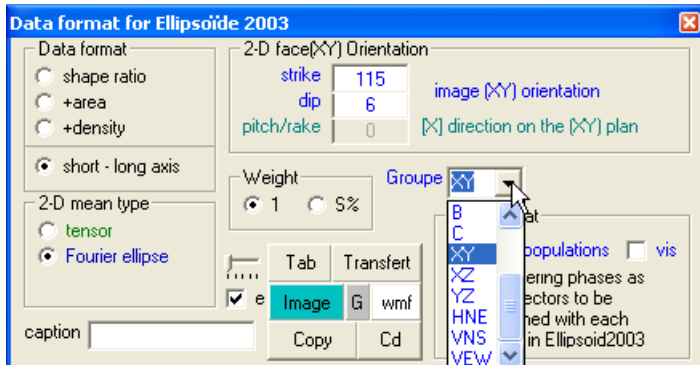 Data format for Ellipsoïde 2003
Data format
shape ratio
+area
+density
short - long axis
2-D mean type
tensor
Fourier ellipse
caption
2-D face(XY) Orientation
strike 115
dip 6
image (XY) orientation
pitch/rake 0 [X] direction on the (XY) plan
Weight
1 S%
Groupe XY
B
C
XY
XZ
YZ
HNE
VNS
VEW
at
populations vis
ering phases as
ectors to be
ned with each
in Ellipsoid2003
Tab Transfert
e Image G wmf
Copy Cd